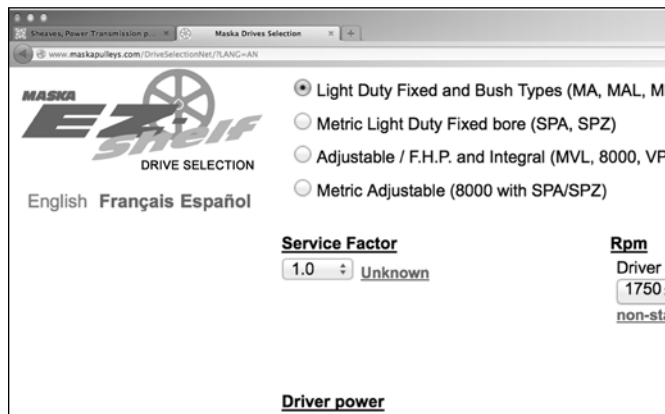 Sheaves, Power Transmission p...
Maska Drives Selection
www.maskapulleys.com/DriveSelectionNet/?LANG=AN
MASKA
EZ-
shelf
DRIVE SELECTION
English Français Español
Light Duty Fixed and Bush Types (MA, MAL, M
Metric Light Duty Fixed bore (SPA, SPZ)
Adjustable / F.H.P. and Integral (MVL, 8000, VP
Metric Adjustable (8000 with SPA/SPZ)
Service Factor
1.0
Unknown
Rpm
Driver
1750
non-sta
Driver power